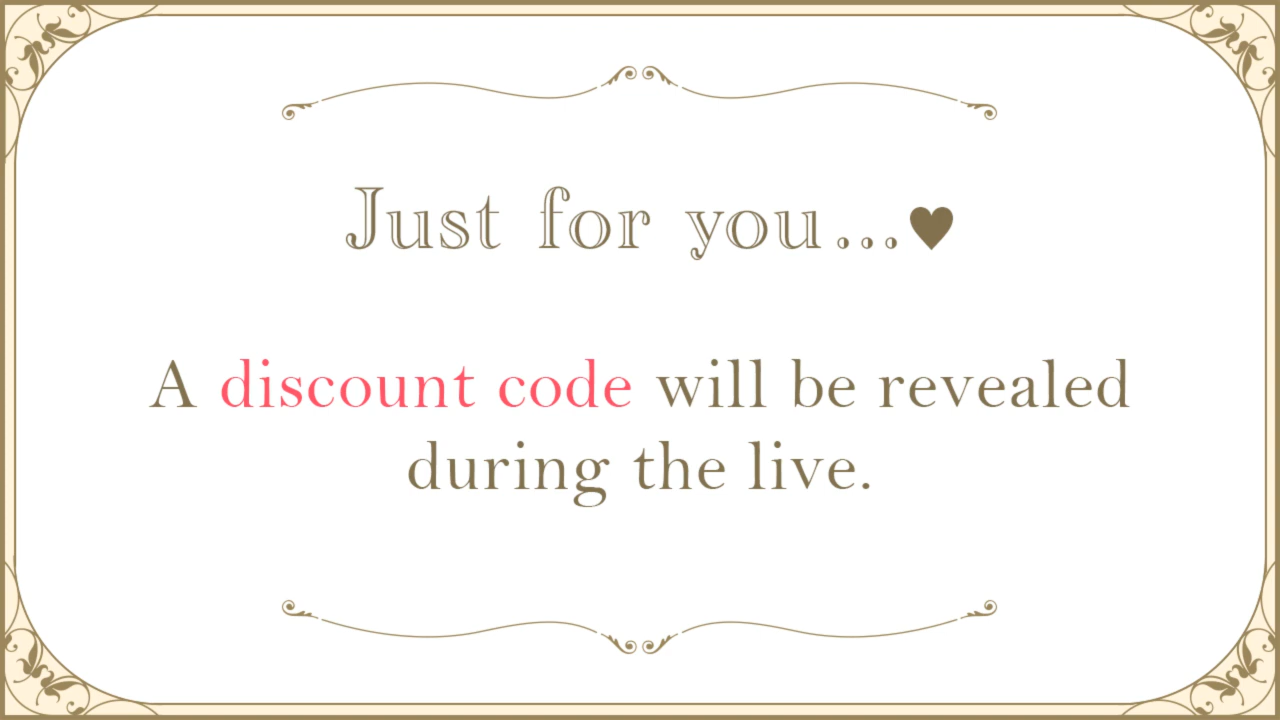 Just for you...♥
A discount code will be revealed
during the live.